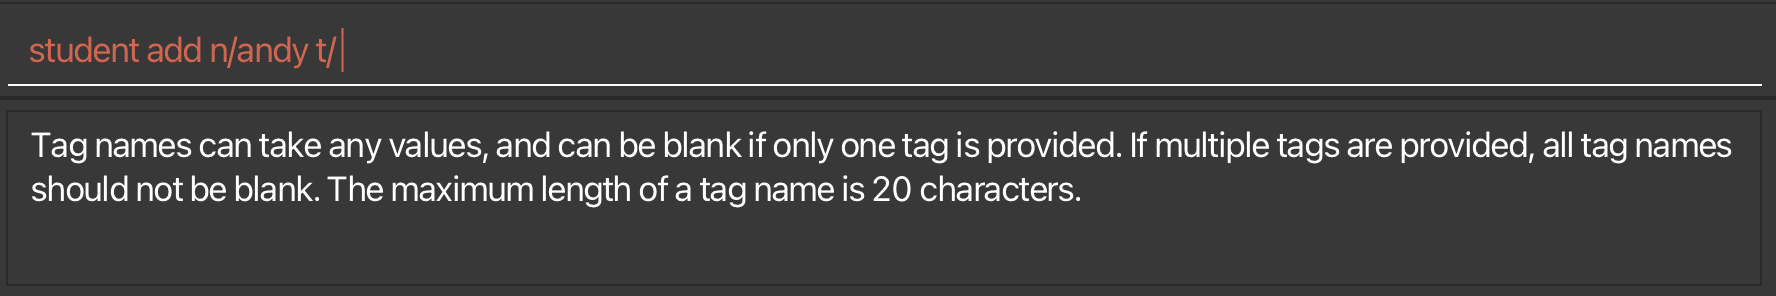 student add n/andy t/
Tag names can take any values, and can be blank if only one tag is provided. If multiple tags are provided, all tag names
should not be blank. The maximum length of a tag name is 20 characters.